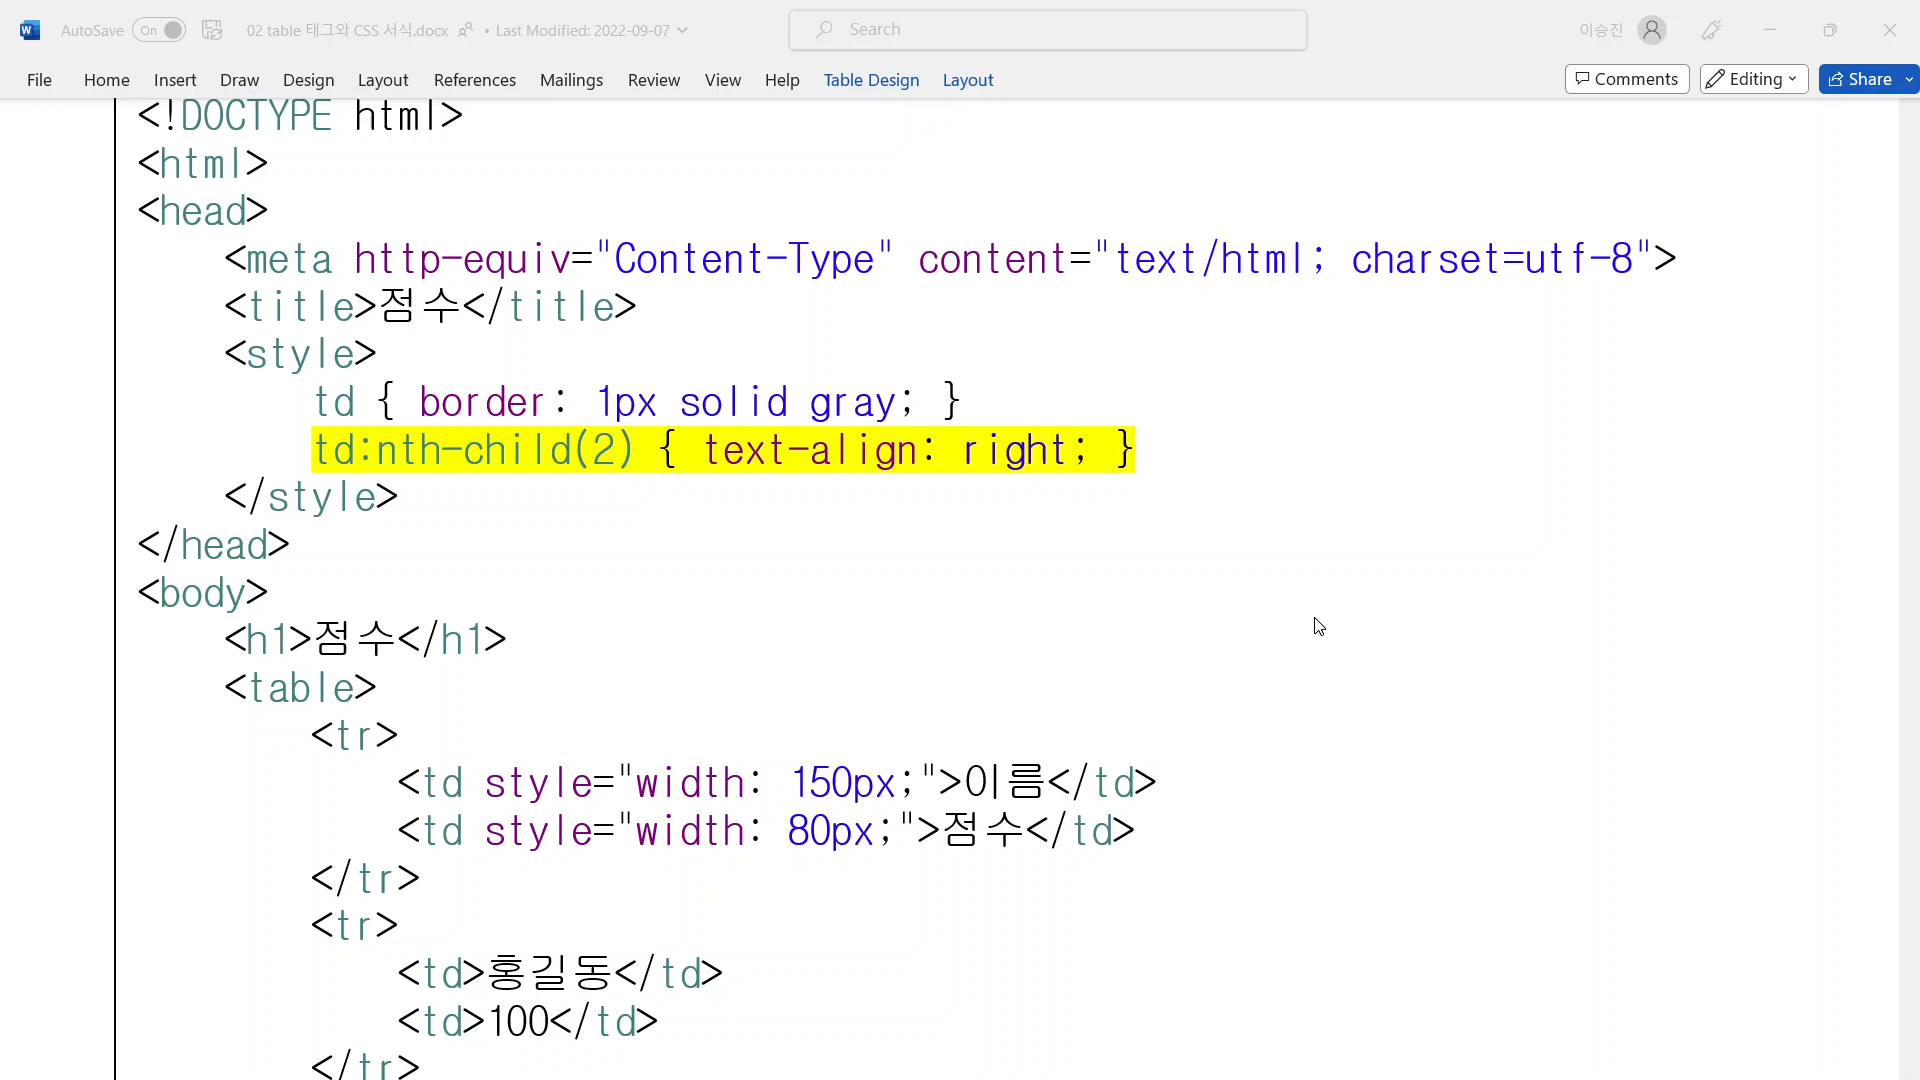 AutoSave On 02 table 태그와 CSS 서식.docx • Last Modified: 2022-09-07 Search 이승진
File Home Insert Draw Design Layout References Mailings Review View Help Table Design Layout Comments Editing Share
<!DOCTYPE html>
<html>
<head>
<meta http-equiv="Content-Type" content="text/html; charset=utf-8">
<title>점수</title>
<style>
td { border: 1px solid gray; }
td:nth-child(2) { text-align: right; }
</style>
</head>
<body>
<h1>점수</h1>
<table>
<tr>
<td style="width: 150px;">이름</td>
<td style="width: 80px;">점수</td>
</tr>
<tr>
<td>홍길동</td>
<td>100</td>
</tr>